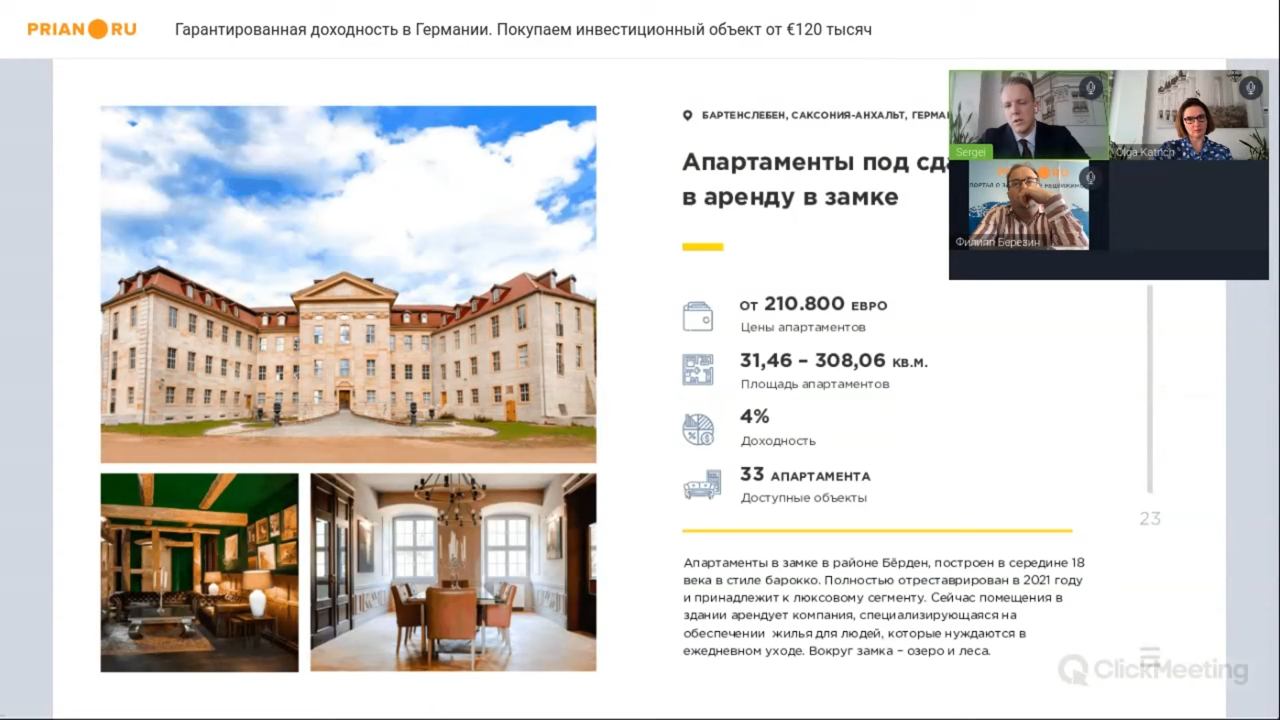 PRIAN RU
Гарантированная доходность в Германии. Покупаем инвестиционный объект от €120 тысяч
БАРТЕНСЛЕБЕН, САКСОНИЯ-АНХАЛЬТ,
Апартаменты под
в аренду в замке
ОТ 210.800 ЕВРО
Цены апартаментов
31,46 – 308,06 КВ.М.
Площадь апартаментов
4%
Доходность
33 АПАРТАМЕНТА
Доступные объекты
Апартаменты в замке в районе Бёрден, построен в середине 18
века в стиле барокко. Полностью отреставрирован в 2021 году
и принадлежит к люксовому сегменту. Сейчас помещения в
здании арендует компания, специализирующаяся на
обеспечении жилья для людей, которые нуждаются в
ежедневном уходе. Вокруг замка – озеро и леса.
Sergei
Olga Katrich
Филипп Березин
23
ClickMeeting